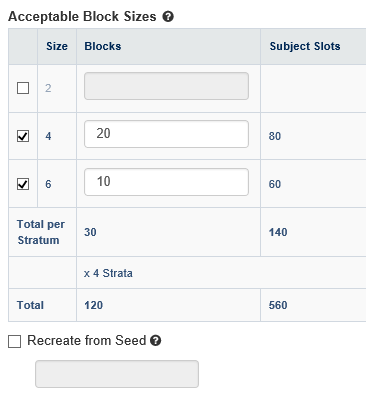 Acceptable Block Sizes ?
Size Blocks Subject Slots
2
4 20 80
6 10 60
Total per Stratum 30 140
x 4 Strata
Total 120 560
Recreate from Seed ?